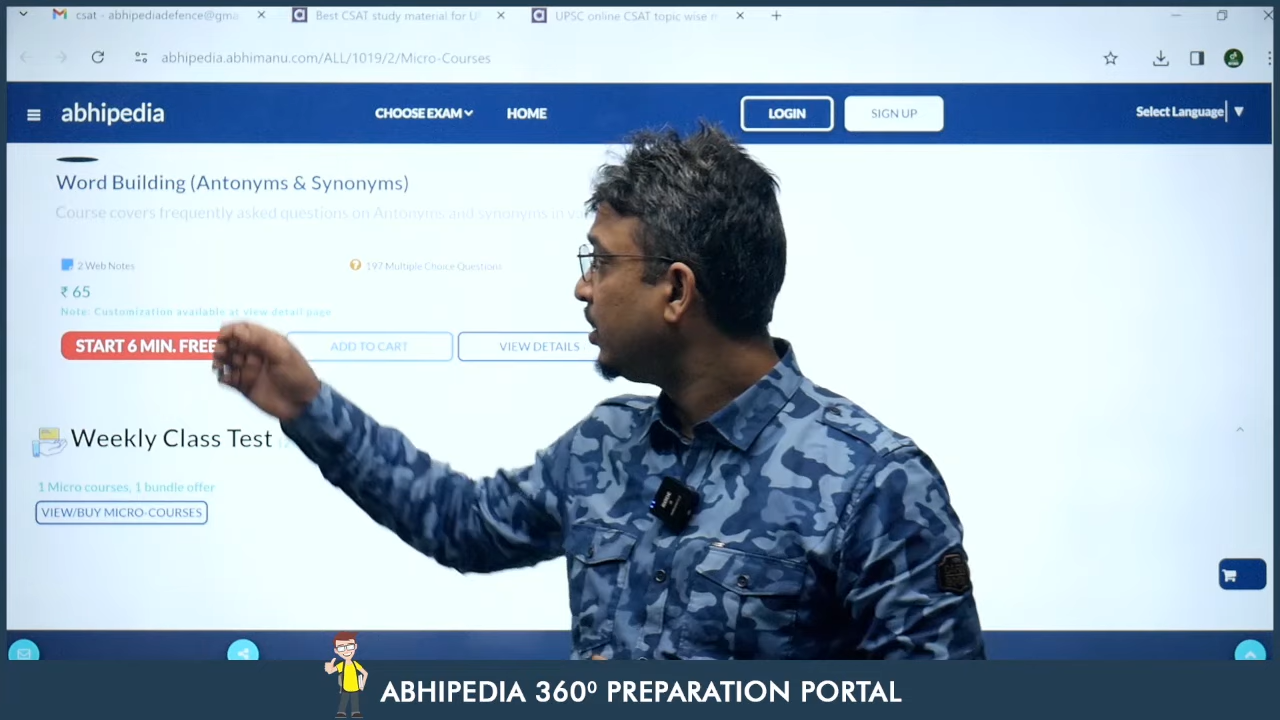 csat - abhipediadefence@gma
Best CSAT study material for U
UPSC online CSAT topic wise
abhipedia.abhimanu.com/ALL/1019/2/Micro-Courses
abhipedia
CHOOSE EXAM
HOME
LOGIN
SIGN UP
Select Language
Word Building (Antonyms & Synonyms)
Course covers frequently asked questions on Antonyms and synonyms in
2 Web Notes
197 Multiple Choice Questions
₹ 65
Note: Customization available at view detail page
START 6 MIN. FREE
ADD TO CART
VIEW DETAILS
Weekly Class Test
1 Micro courses, 1 bundle offer
VIEW/BUY MICRO-COURSES
ABHIPEDIA 360⁰ PREPARATION PORTAL